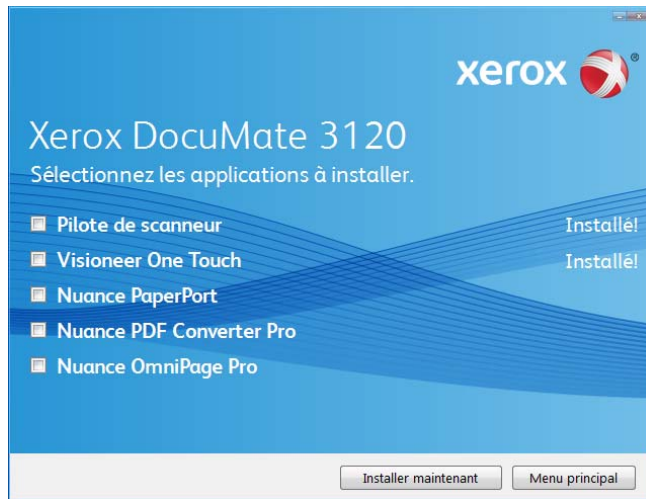 xerox
Xerox DocuMate 3120
Sélectionnez les applications à installer.
Pilote de scanneur Installé!
Visioneer One Touch Installé!
Nuance PaperPort
Nuance PDF Converter Pro
Nuance OmniPage Pro
Installer maintenant Menu principal